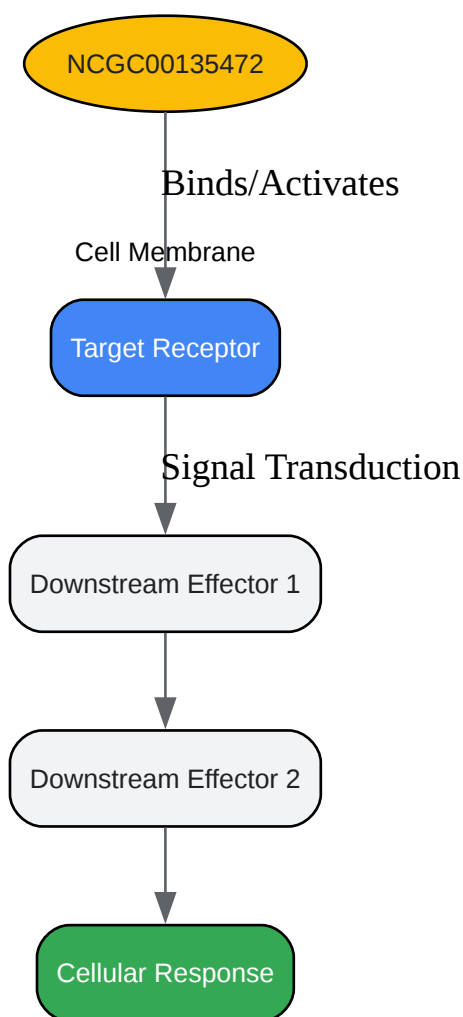 NCGC00135472
Binds/Activates
Cell Membrane
Target Receptor
Signal Transduction
Downstream Effector 1
Downstream Effector 2
Cellular Response